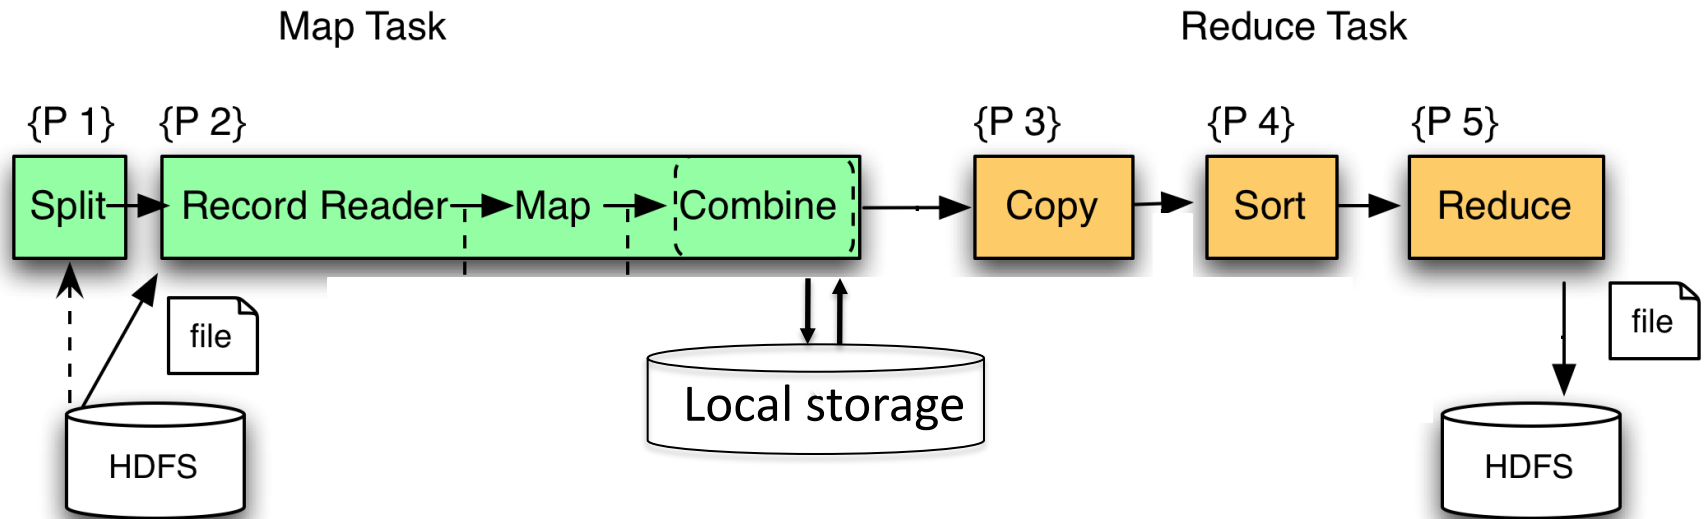 Map Task
Reduce Task
{P 1}
{P 2}
{P 3}
{P 4}
{P 5}
Split
Record Reader
Map
Combine
Copy
Sort
Reduce
file
file
Local storage
HDFS
HDFS